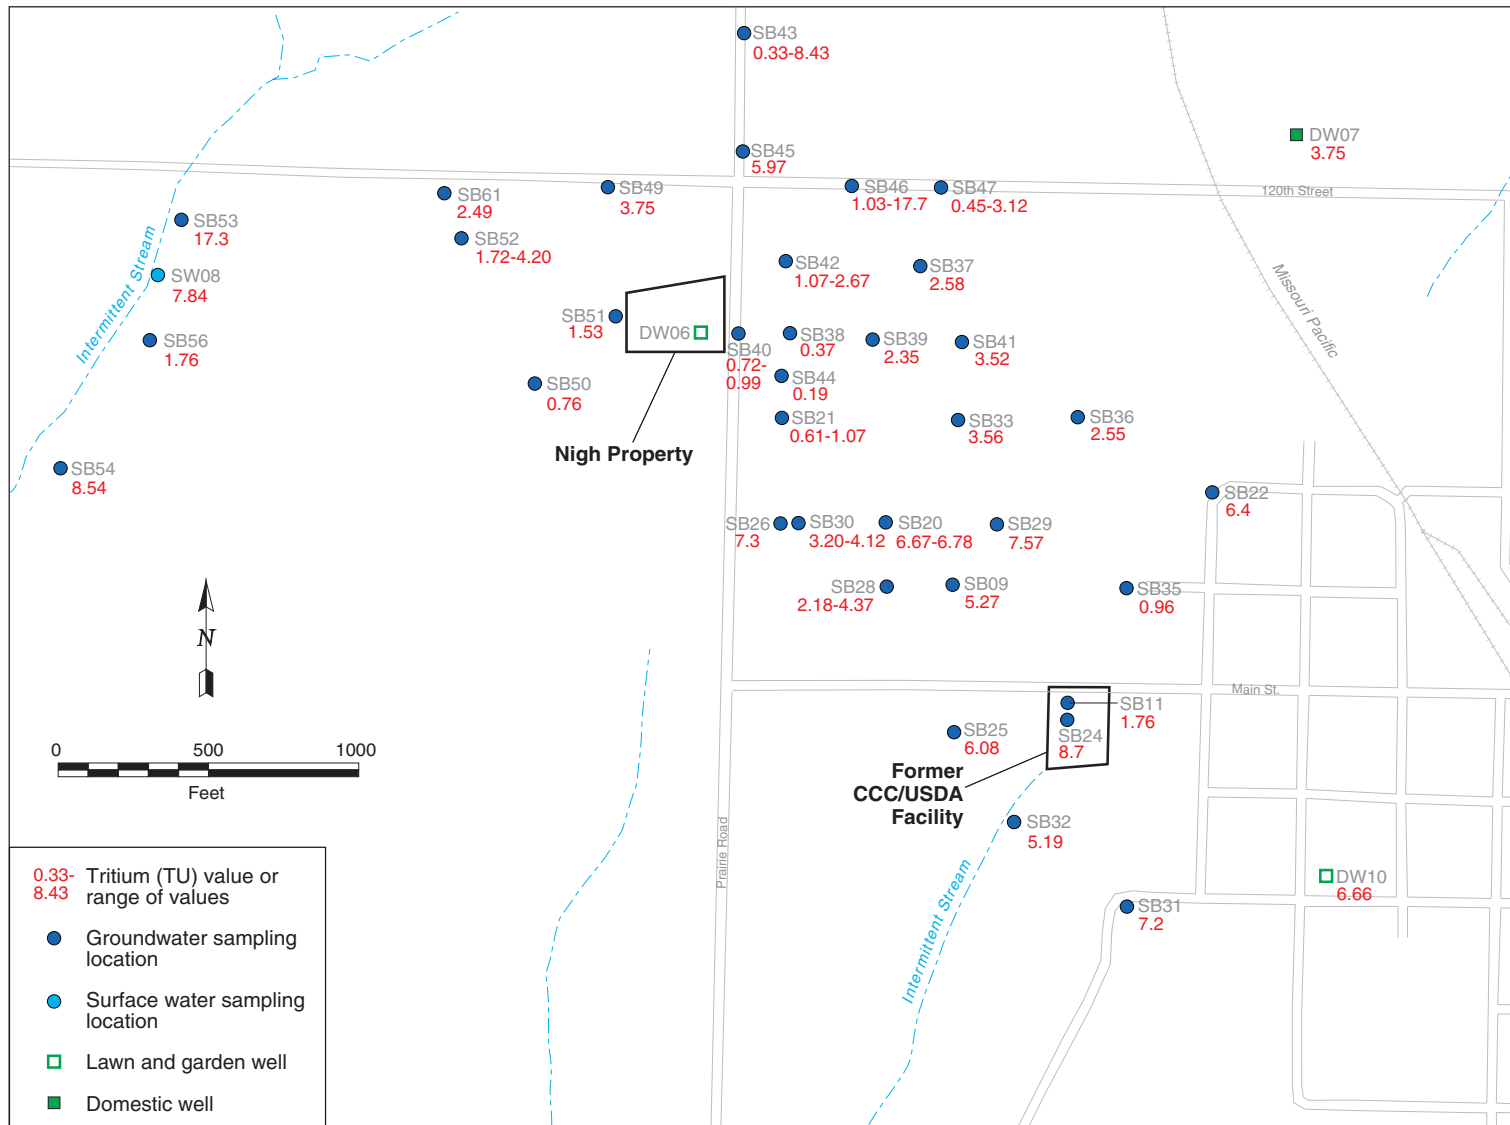 SB43
0.33-8.43
DW07
3.75
SB45
5.97
120th Street
SB61
2.49
SB49
3.75
SB46
1.03-17.7
SB47
0.45-3.12
SB53
17.3
SB52
1.72-4.20
SW08
7.84
SB42
1.07-2.67
SB37
2.58
Intermittent Stream
Missouri Pacific
SB56
1.76
SB51
1.53
DW06
SB40
0.72-
0.99
SB38
0.37
SB39
2.35
SB41
3.52
SB50
0.76
SB44
0.19
SB21
0.61-1.07
SB33
3.56
SB36
2.55
Nigh Property
SB54
8.54
SB22
6.4
SB26
7.3
SB30
3.20-4.12
SB20
6.67-6.78
SB29
7.57
SB28
2.18-4.37
SB09
5.27
SB35
0.96
N
Main St.
SB11
1.76
SB25
6.08
SB24
8.7
0 500 1000
Feet
Former
CCC/USDA
Facility
SB32
5.19
Prairie Road
Intermittent Stream
DW10
6.66
SB31
7.2
0.33-
8.43
Tritium (TU) value or
range of values
Groundwater sampling
location
Surface water sampling
location
Lawn and garden well
Domestic well